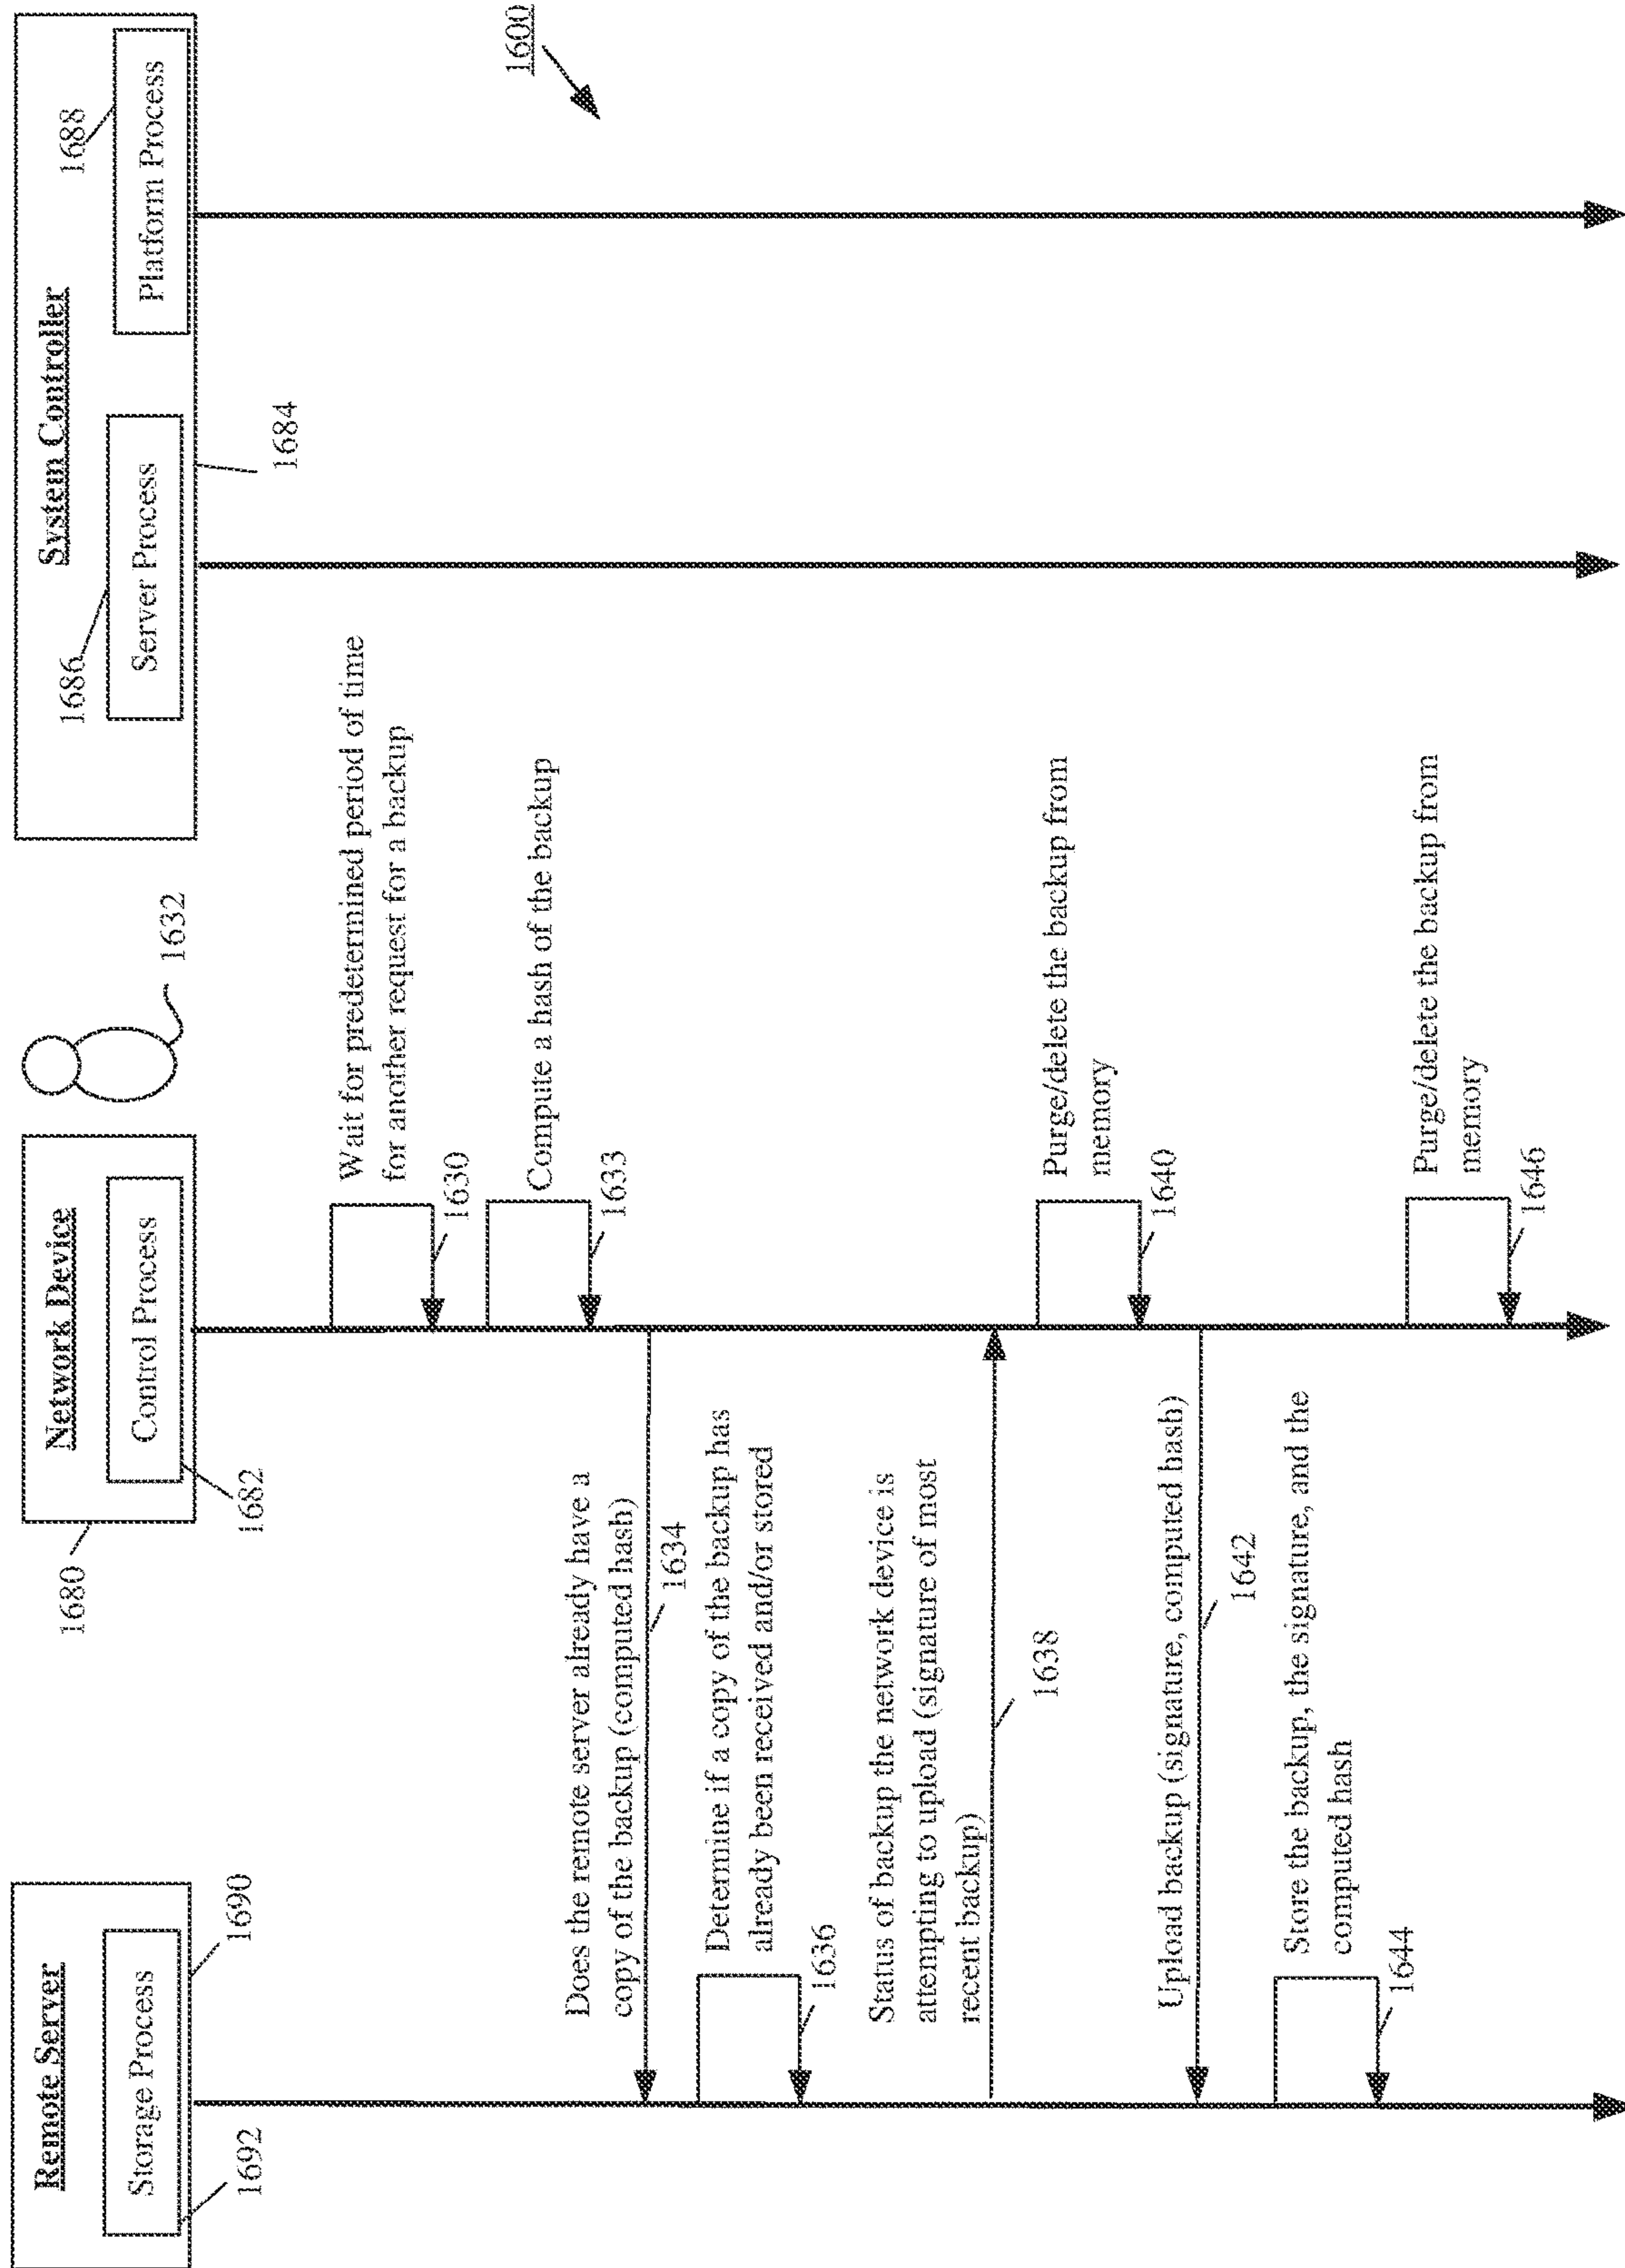 Remote Server
Storage Process
1692
1690
Network Device
Control Process
1680
1682
1632
System Controller
Server Process
Platform Process
1686
1688
1684
1600
Wait for predetermined period of time
for another request for a backup
1630
Compute a hash of the backup
1633
Does the remote server already have a
copy of the backup (computed hash)
1634
Determine if a copy of the backup has
already been received and/or stored
1636
Status of backup the network device is
attempting to upload (signature of most
recent backup)
1638
Purge/delete the backup from
memory
1640
Upload backup (signature, computed hash)
1642
Store the backup, the signature, and the
computed hash
1644
Purge/delete the backup from
memory
1646